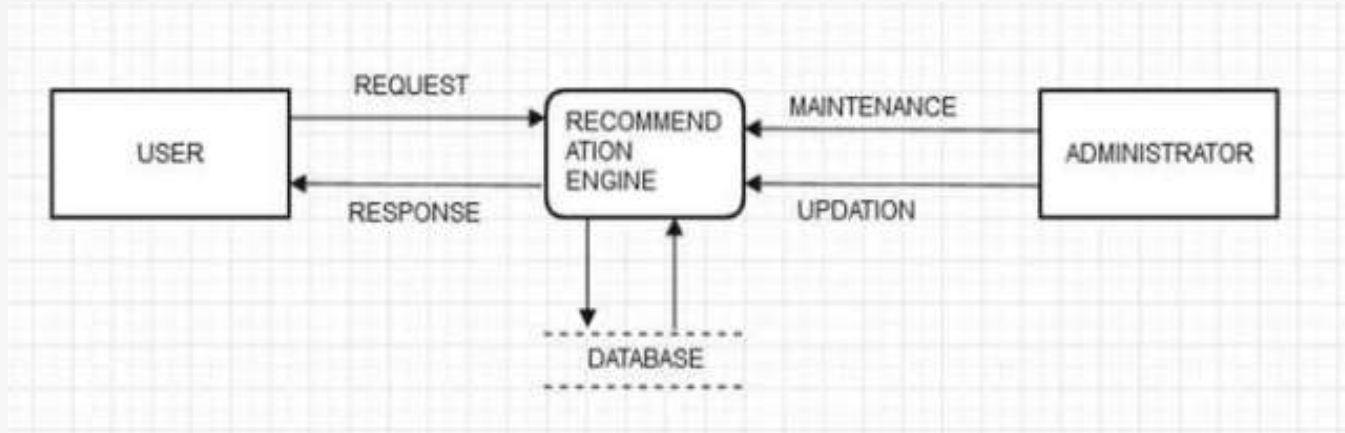 REQUEST
USER
RESPONSE
RECOMMEND
ATION
ENGINE
MAINTENANCE
UPDATION
ADMINISTRATOR
DATABASE